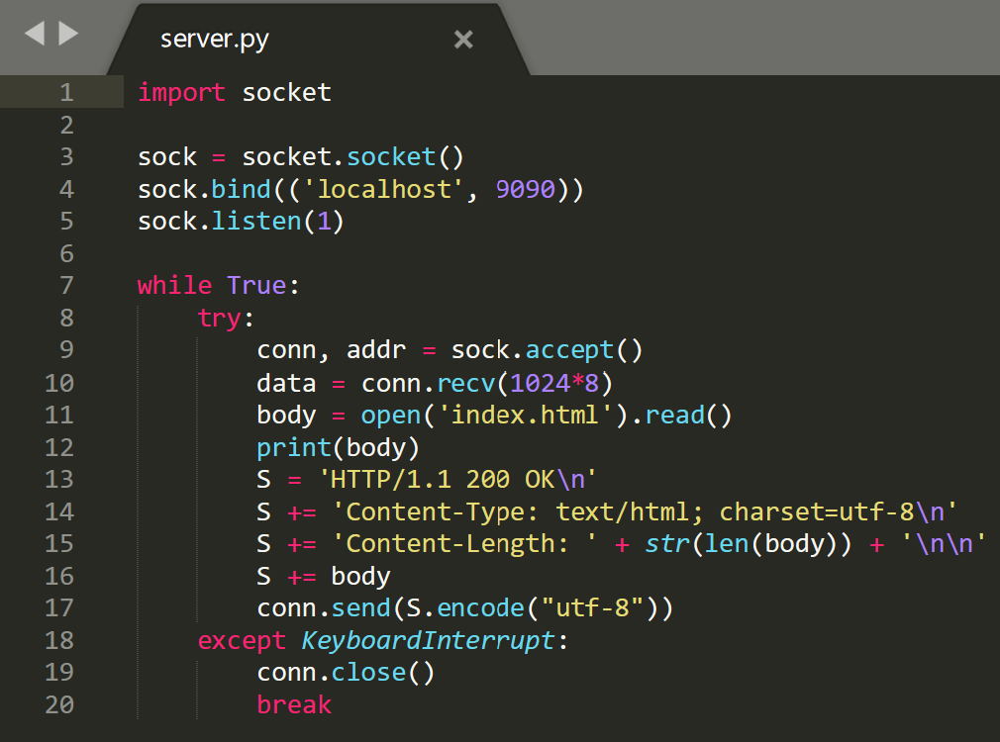 server.py
1 import socket
2
3 sock = socket.socket()
4 sock.bind(('localhost', 9090))
5 sock.listen(1)
6
7 while True:
8     try:
9         conn, addr = sock.accept()
10         data = conn.recv(1024*8)
11         body = open('index.html').read()
12         print(body)
13         S = 'HTTP/1.1 200 OK\n'
14         S += 'Content-Type: text/html; charset=utf-8\n'
15         S += 'Content-Length: ' + str(len(body)) + '\n\n'
16         S += body
17         conn.send(S.encode("utf-8"))
18     except KeyboardInterrupt:
19         conn.close()
20         break